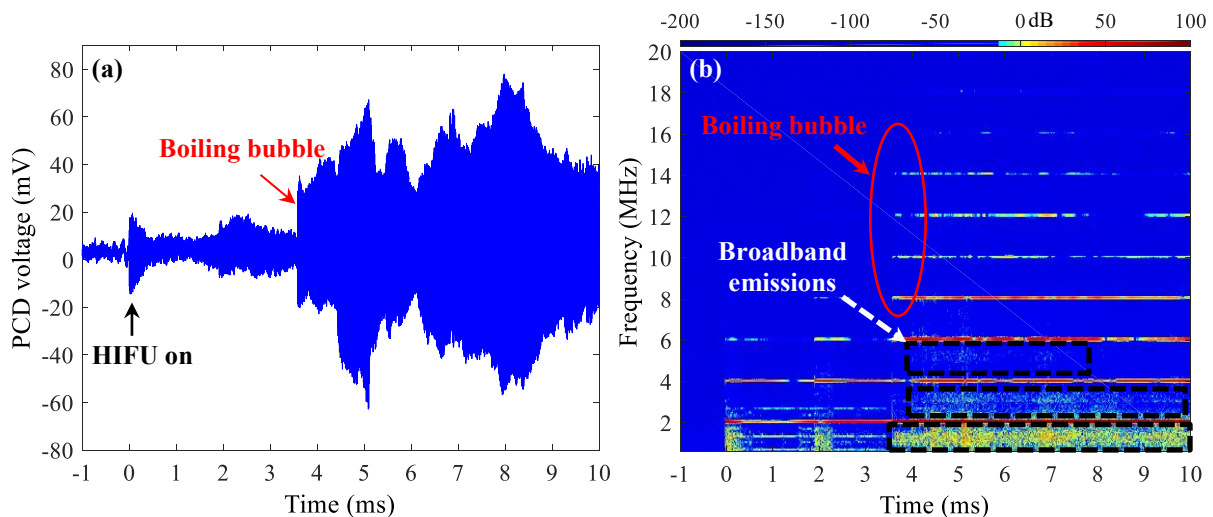 (a)
80
60
40
20
0
-20
-40
-60
-80
PCD voltage (mV)
Boiling bubble
HIFU on
-1 0 1 2 3 4 5 6 7 8 9 10
Time (ms)
-200 -150 -100 -50 0 dB 50 100
(b)
20
18
16
14
12
10
8
6
4
2
Frequency (MHz)
Boiling bubble
Broadband
emissions
-1 0 1 2 3 4 5 6 7 8 9 10
Time (ms)